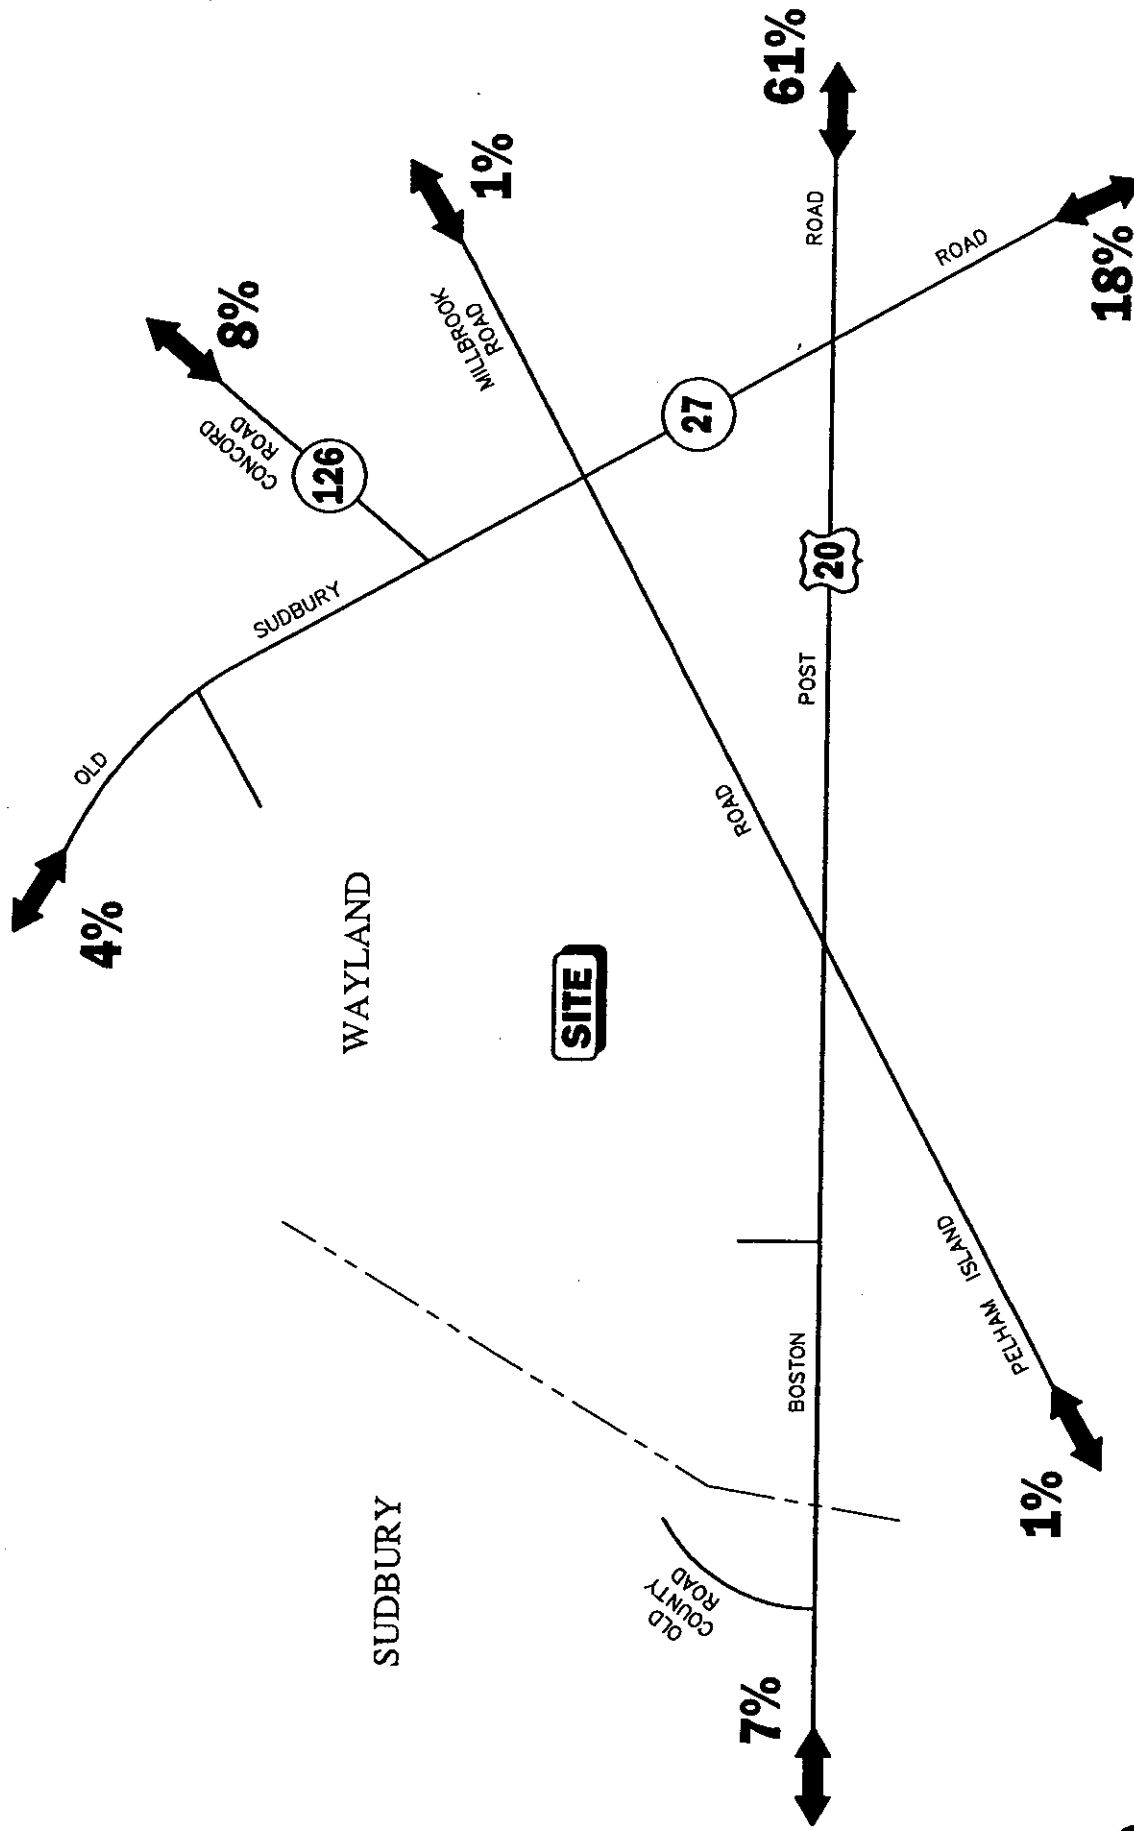 4%
OLD
SUDBURY
CONCORD
ROAD
126
8%
MILLBROOK
ROAD
1%
WAYLAND
SITE
SUDBURY
27
ROAD
18%
ROAD
61%
7%
OLD
COUNTY
ROAD
BOSTON
POST
20
ROAD
PELHAM ISLAND
1%